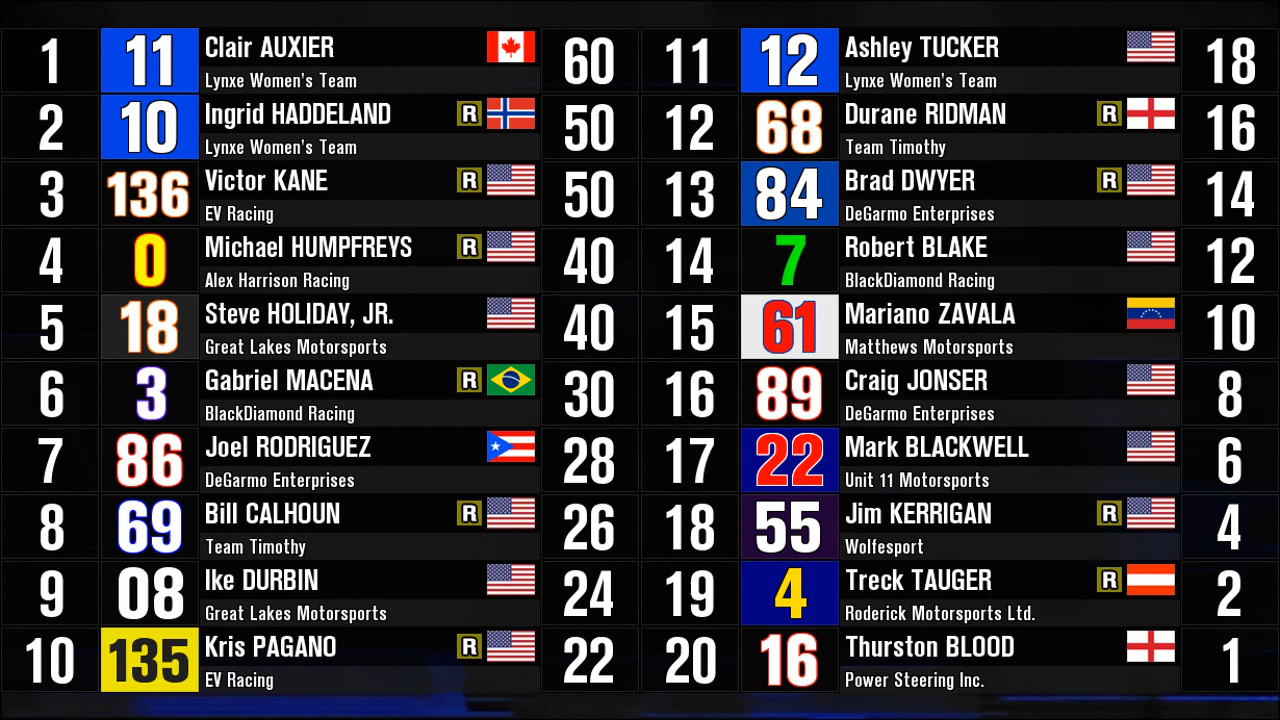 1 11 Clair AUXIER 60
Lynxe Women's Team
2 10 Ingrid HADDELAND R 50
Lynxe Women's Team
3 136 Victor KANE R 50
EV Racing
4 0 Michael HUMPFREYS R 40
Alex Harrison Racing
5 18 Steve HOLIDAY, JR. 40
Great Lakes Motorsports
6 3 Gabriel MACENA R 30
BlackDiamond Racing
7 86 Joel RODRIGUEZ 28
DeGarmo Enterprises
8 69 Bill CALHOUN R 26
Team Timothy
9 08 Ike DURBIN 24
Great Lakes Motorsports
10 135 Kris PAGANO R 22
EV Racing
11 12 Ashley TUCKER 18
Lynxe Women's Team
12 68 Durane RIDMAN R 16
Team Timothy
13 84 Brad DWYER R 14
DeGarmo Enterprises
14 7 Robert BLAKE 12
BlackDiamond Racing
15 61 Mariano ZAVALA 10
Matthews Motorsports
16 89 Craig JONSER 8
DeGarmo Enterprises
17 22 Mark BLACKWELL 6
Unit 11 Motorsports
18 55 Jim KERRIGAN R 4
Wolfesport
19 4 Treck TAUGER R 2
Roderick Motorsports Ltd.
20 16 Thurston BLOOD 1
Power Steering Inc.